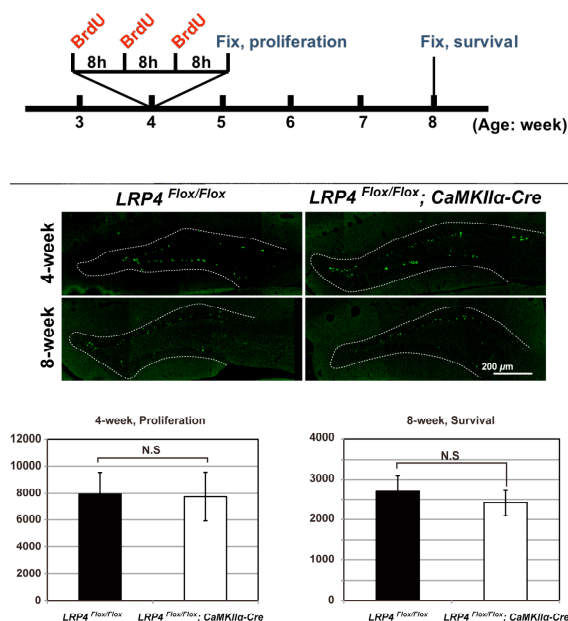 BrdU BrdU BrdU
Fix, proliferation
Fix, survival
8h 8h 8h
3 4 5 6 7 8 (Age: week)
LRP4 Flox/Flox
LRP4 Flox/Flox; CaMKIIα-Cre
4-week
8-week
200 µm
4-week, Proliferation
12000
10000
8000
6000
4000
2000
0
N.S
LRP4 Flox/Flox
LRP4 Flox/Flox; CaMKIIα-Cre
8-week, Survival
4000
3000
2000
1000
0
N.S
LRP4 Flox/Flox
LRP4 Flox/Flox; CaMKIIα-Cre